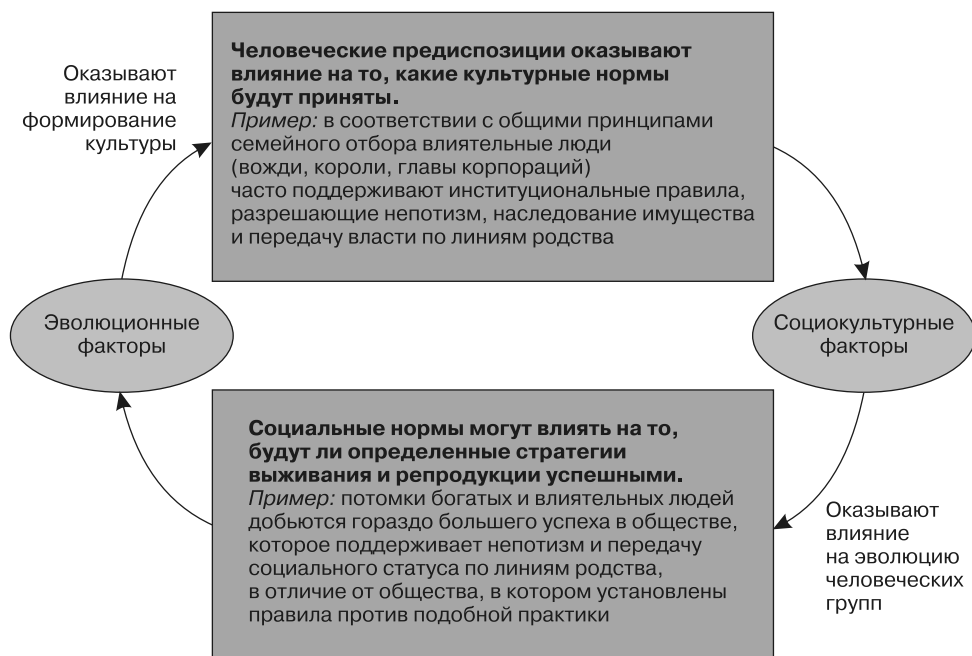 Оказывают
влияние на
формирование
культуры
Человеческие предиспозиции оказывают
влияние на то, какие культурные нормы
будут приняты.
Пример: в соответствии с общими принципами
семейного отбора влиятельные люди
(вожди, короли, главы корпораций)
часто поддерживают институциональные правила,
разрешающие непотизм, наследование имущества
и передачу власти по линиям родства
Эволюционные
факторы
Социокультурные
факторы
Социальные нормы могут влиять на то,
будут ли определенные стратегии
выживания и репродукции успешными.
Пример: потомки богатых и влиятельных людей
добьются гораздо большего успеха в обществе,
которое поддерживает непотизм и передачу
социального статуса по линиям родства,
в отличие от общества, в котором установлены
правила против подобной практики
Оказывают
влияние
на эволюцию
человеческих
групп